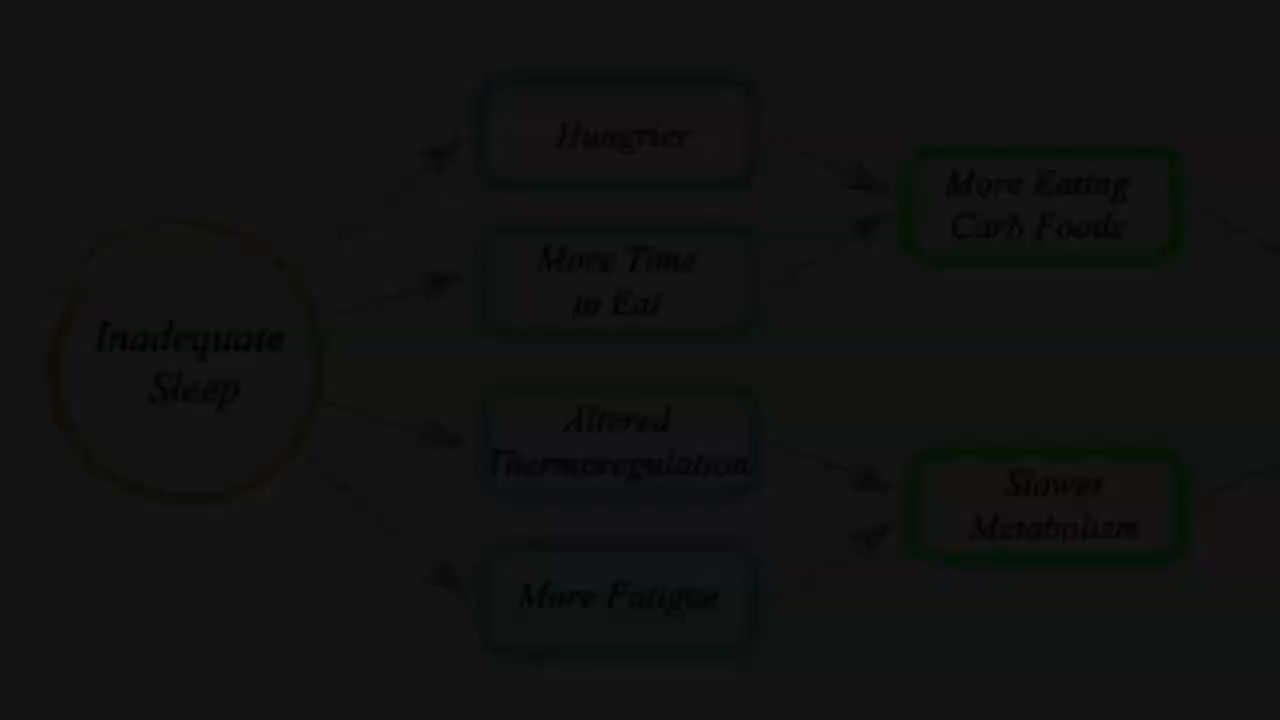 Hungrier
More Eating
Carb Foods
More Time
to Eat
Inadequate
Sleep
Altered
Thermoregulation
Slower
Metabolism
More Fatigue